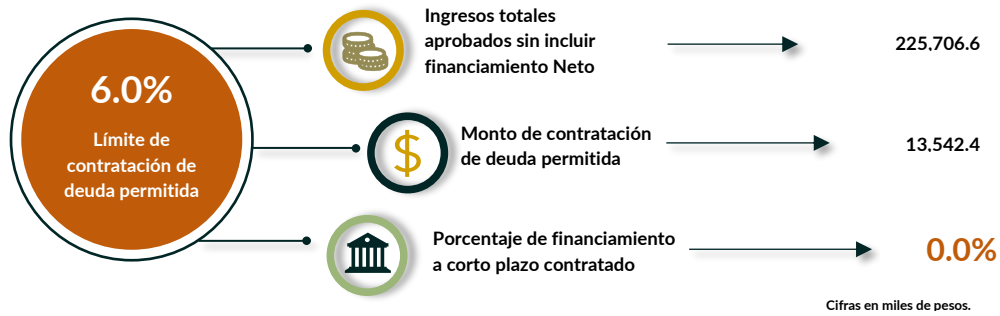 6.0%
Límite de
contratación de
deuda permitida
Ingresos totales
aprobados sin incluir
financiamiento Neto
225,706.6
$
Monto de contratación
de deuda permitida
13,542.4
Porcentaje de financiamiento
a corto plazo contratado
0.0%
Cifras en miles de pesos.